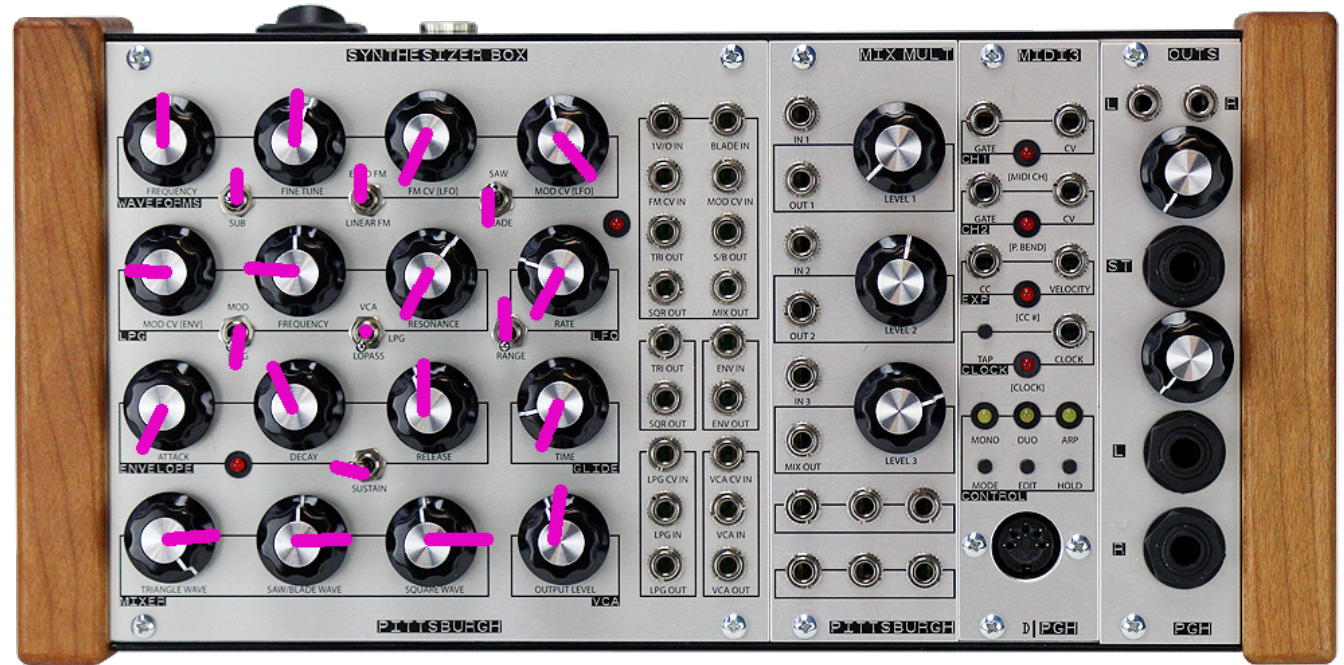 SYNTHESIZER BOX
FREQUENCY
FINE TUNE
FM CV [LFO]
MOD CV [LFO]
WAVEFORMS
SUB
LINEAR FM
SAW
MOD CV [ENV]
FREQUENCY
RESONANCE
RATE
LPG
MOD
VCA
LPG
LOPASS
RANGE
LFO
ATTACK
DECAY
RELEASE
TIME
ENVELOPE
SUSTAIN
GLIDE
TRIANGLE WAVE
SAW/BLADE WAVE
SQUARE WAVE
OUTPUT LEVEL
MIXER
VCA
PITTSBURGH
1V/O IN
BLADE IN
FM CV IN
MOD CV IN
TRI OUT
S/B OUT
SQR OUT
MIX OUT
TRI OUT
ENV IN
SQR OUT
ENV OUT
LPG CV IN
VCA CV IN
LPG IN
VCA IN
LPG OUT
VCA OUT
MIX MULT
IN 1
OUT 1
LEVEL 1
IN 2
OUT 2
LEVEL 2
IN 3
MIX OUT
LEVEL 3
PITTSBURGH
MIDI3
GATE
CV
CH1
[MIDI CH]
GATE
CV
CH2
[P. BEND]
CC
VELOCITY
EXP
[CC #]
TAP
CLOCK
CLOCK
[CLOCK]
MONO
DUO
ARP
MODE
EDIT
HOLD
CONTROL
D|PGH
OUTS
L
R
ST
L
R
PGH